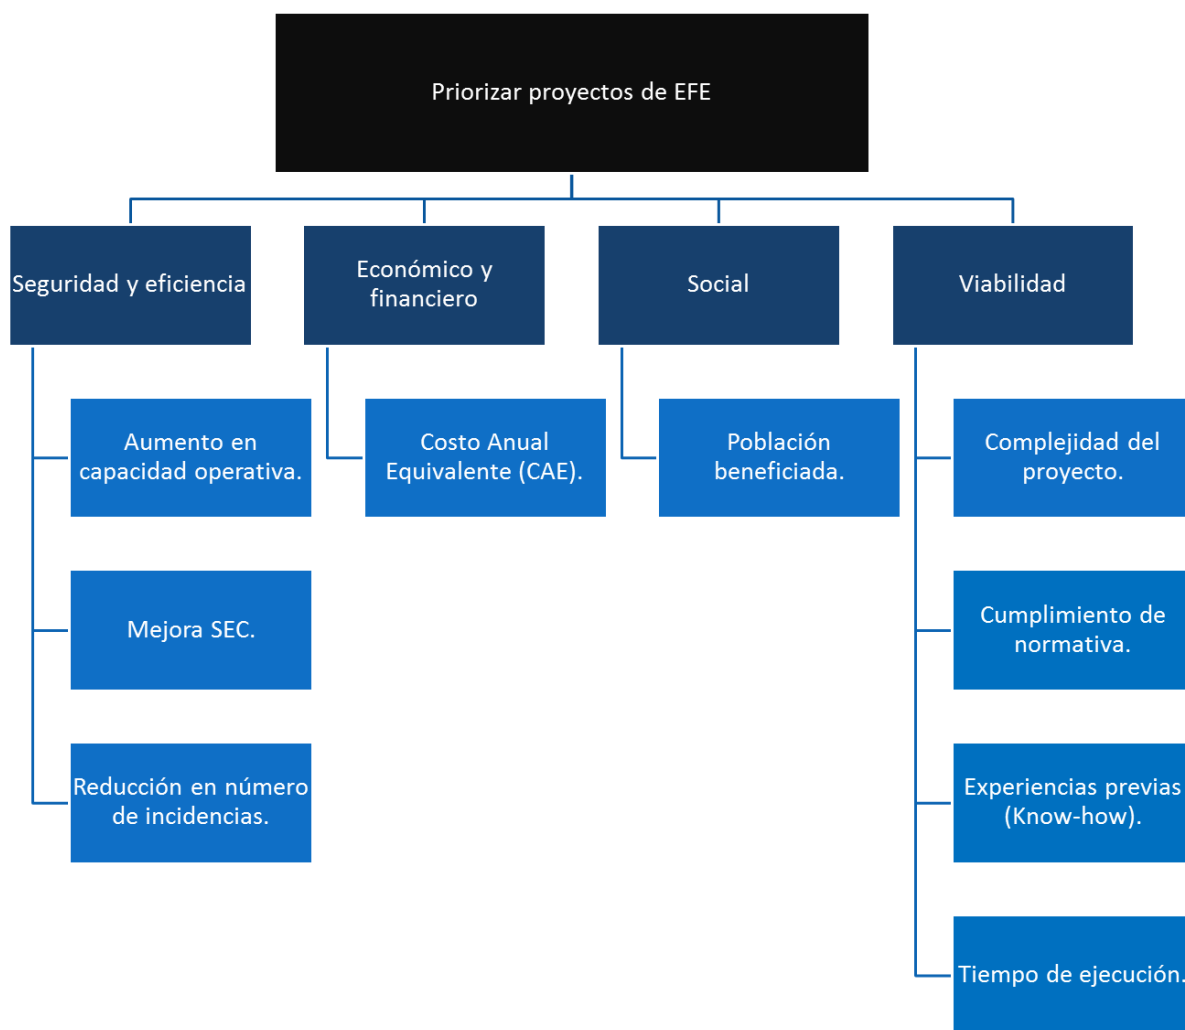 Priorizar proyectos de EFE
Seguridad y eficiencia
Aumento en
capacidad operativa.
Mejora SEC.
Reducción en número
de incidencias.
Económico y
financiero
Costo Anual
Equivalente (CAE).
Social
Población
beneficiada.
Viabilidad
Complejidad del
proyecto.
Cumplimiento de
normativa.
Experiencias previas
(Know-how).
Tiempo de ejecución.